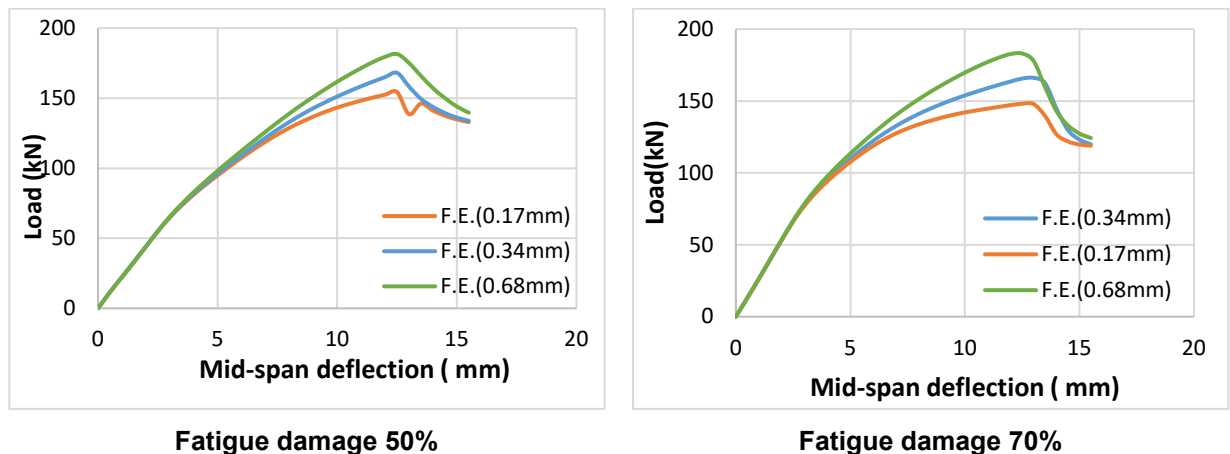 200
150
100
50
0
Load (kN)
F.E.(0.17mm)
F.E.(0.34mm)
F.E.(0.68mm)
0 5 10 15 20
Mid-span deflection ( mm)
Fatigue damage 50%
200
150
100
50
0
Load(kN)
F.E.(0.34mm)
F.E.(0.17mm)
F.E.(0.68mm)
0 5 10 15 20
Mid-span deflection ( mm)
Fatigue damage 70%